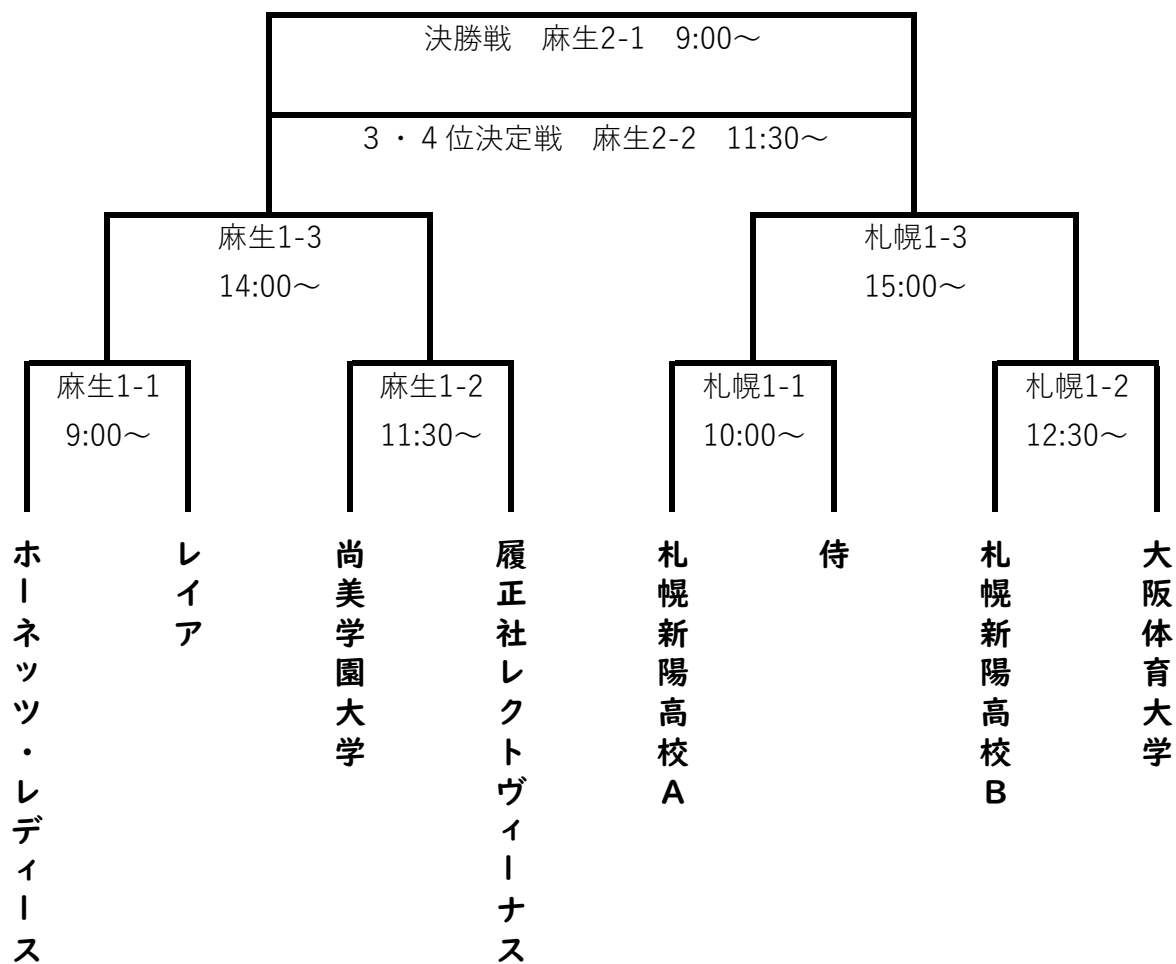 決勝戦　麻生2-1　9:00～
３・４位決定戦　麻生2-2　11:30～
麻生1-3
14:00～
札幌1-3
15:00～
麻生1-1
9:00～
麻生1-2
11:30～
札幌1-1
10:00～
札幌1-2
12:30～
ホーネッツ・レディース
レイア
尚美学園大学
履正社レクトヴィーナス
札幌新陽高校A
侍
札幌新陽高校B
大阪体育大学